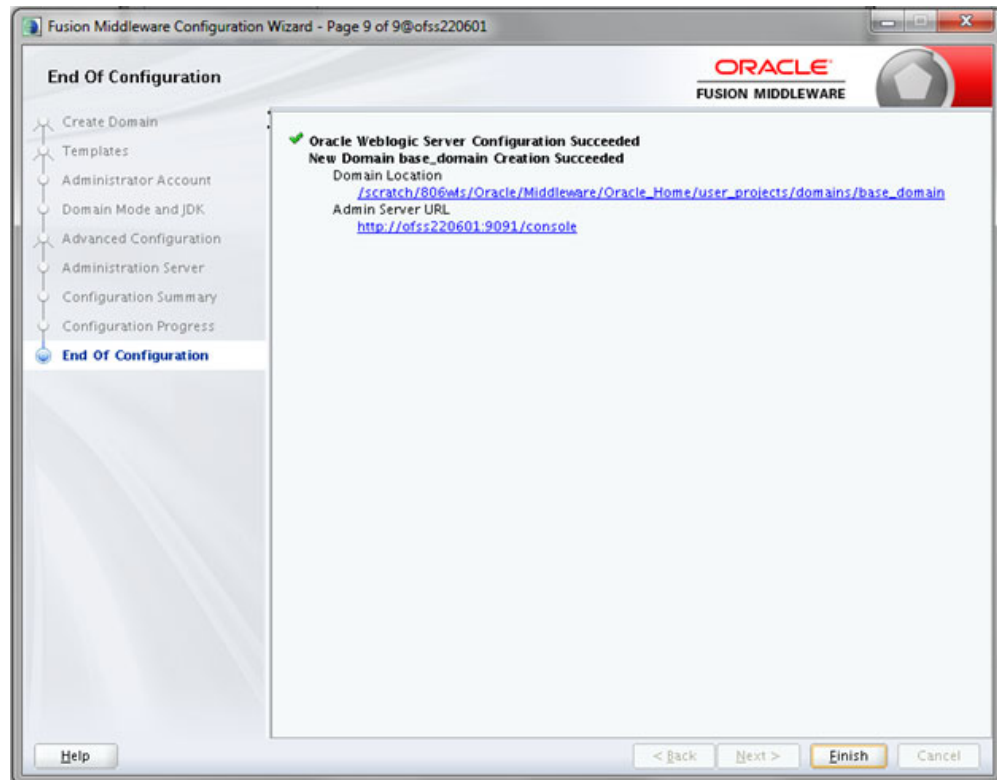 Fusion Middleware Configuration Wizard - Page 9 of 9@ofss220601
End Of Configuration
ORACLE
FUSION MIDDLEWARE
Create Domain
Templates
Administrator Account
Domain Mode and JDK
Advanced Configuration
Administration Server
Configuration Summary
Configuration Progress
End Of Configuration
Oracle Weblogic Server Configuration Succeeded
New Domain base_domain Creation Succeeded
Domain Location
/scratch/806wls/Oracle/Middleware/Oracle_Home/user_projects/domains/base_domain
Admin Server URL
http://ofss220601:9091/console
Help
< Back
Next >
Finish
Cancel